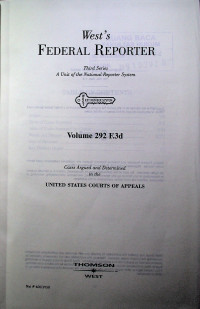 West's
FEDERAL REPORTER
Third Series
A Unit of the National Reporter System
Volume 292 F.3d
Cases Argued and Determined
in the
UNITED STATES COURTS OF APPEALS
THOMSON
WEST